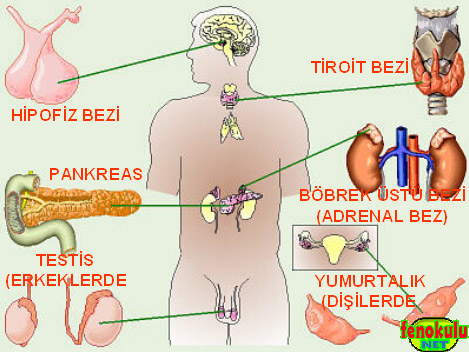 HİPOFİZ BEZİ
TİROİT BEZİ
PANKREAS
BÖBREK ÜSTÜ BEZİ
(ADRENAL BEZ)
TESTİS
(ERKEKLERDE
YUMURTALIK
(DİŞİLERDE
fenokulu
NET